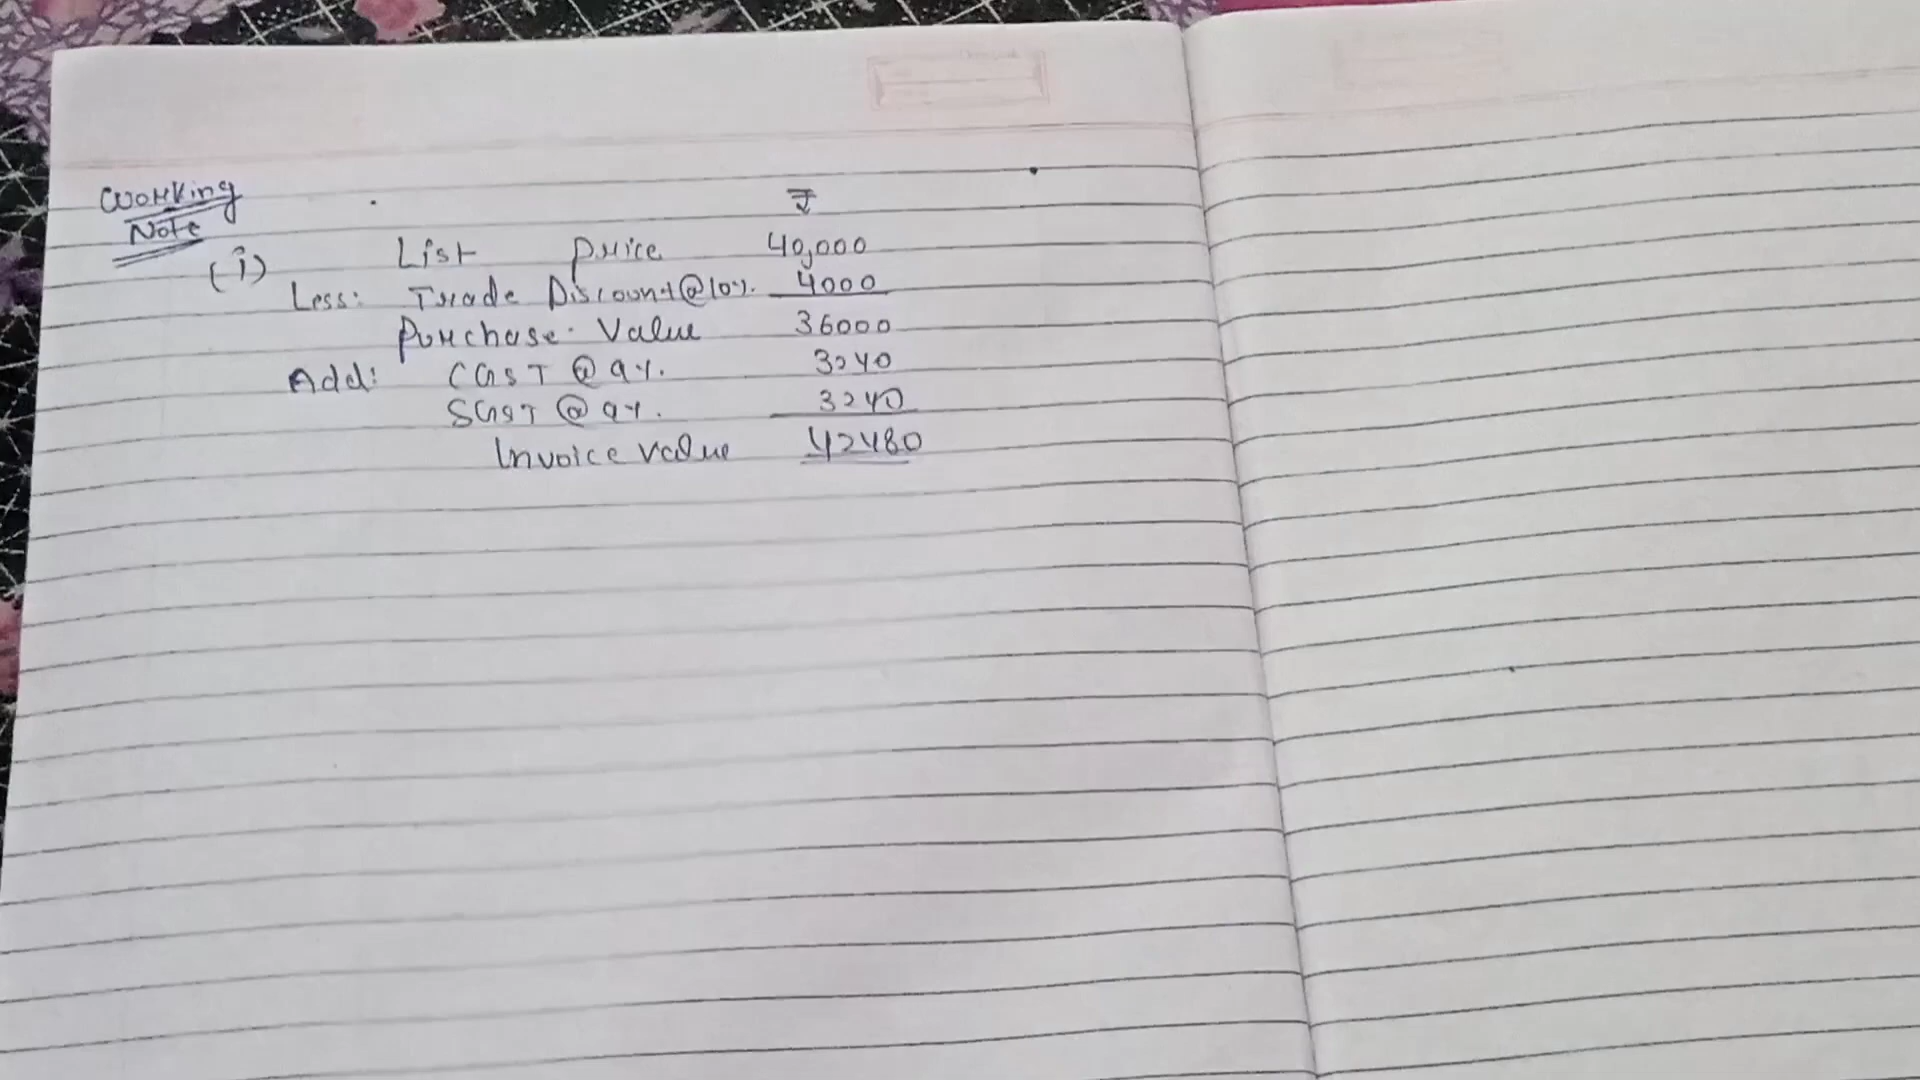 Working
Note
₹
(i) List price 40,000
Less: Trade Discount@10%. 4000
Purchase Value 36000
Add: CGST @ 9%. 3240
SGST @ 9%. 3240
Invoice value 42480